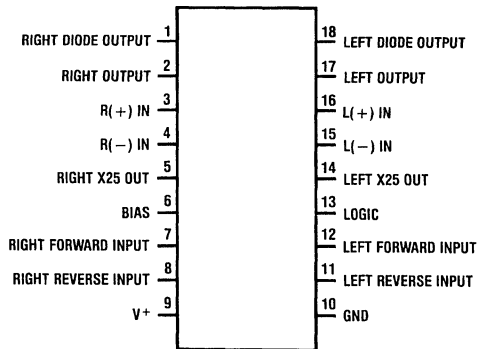 RIGHT DIODE OUTPUT 1 18 LEFT DIODE OUTPUT
RIGHT OUTPUT 2 17 LEFT OUTPUT
R(+) IN 3 16 L(+) IN
R(−) IN 4 15 L(−) IN
RIGHT X25 OUT 5 14 LEFT X25 OUT
BIAS 6 13 LOGIC
RIGHT FORWARD INPUT 7 12 LEFT FORWARD INPUT
RIGHT REVERSE INPUT 8 11 LEFT REVERSE INPUT
V+ 9 10 GND